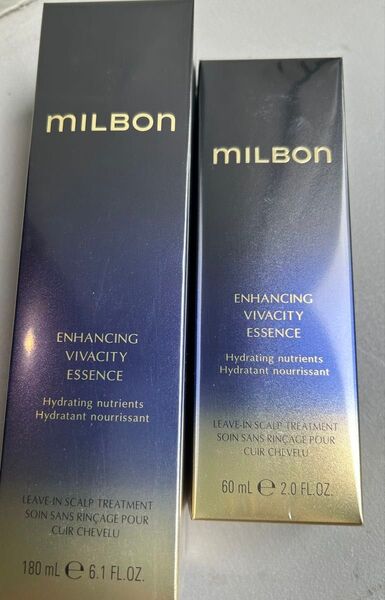 MILBON
ENHANCING
VIVACITY
ESSENCE
Hydrating nutrients
Hydratant nourrissant
LEAVE-IN SCALP TREATMENT
SOIN SANS RINÇAGE POUR
CUIR CHEVELU
180 mL ℮ 6.1 FL.OZ.
MILBON
ENHANCING
VIVACITY
ESSENCE
Hydrating nutrients
Hydratant nourrissant
LEAVE-IN SCALP TREATMENT
SOIN SANS RINÇAGE POUR
CUIR CHEVELU
60 mL ℮ 2.0 FL.OZ.